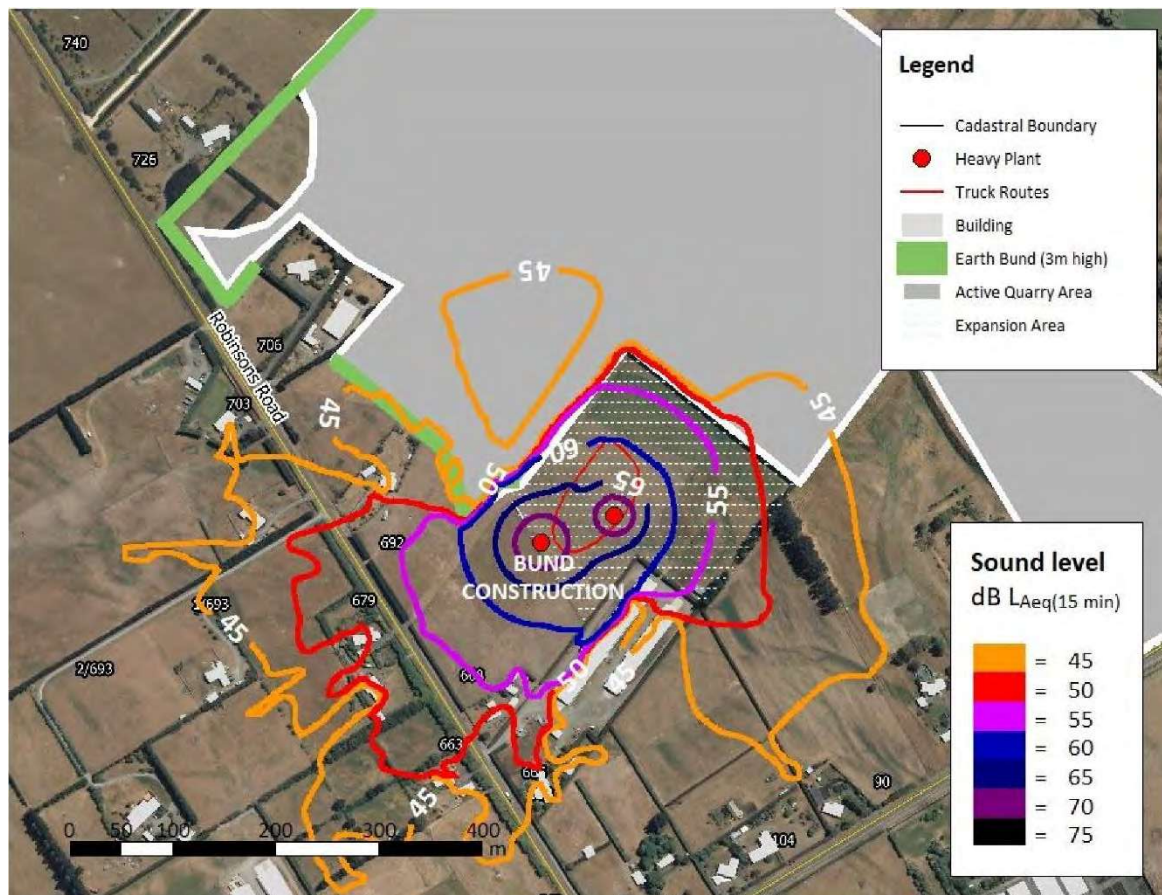 740
726
Robinsons Road
706
703
692
679
1/693
2/693
663
90
104
45
45
45
45
45
45
45
50
50
55
60
65
BUND
CONSTRUCTION
0 50 100 200 300 400
m
Legend
Cadastral Boundary
Heavy Plant
Truck Routes
Building
Earth Bund (3m high)
Active Quarry Area
Expansion Area
Sound level
dB LAeq(15 min)
= 45
= 50
= 55
= 60
= 65
= 70
= 75